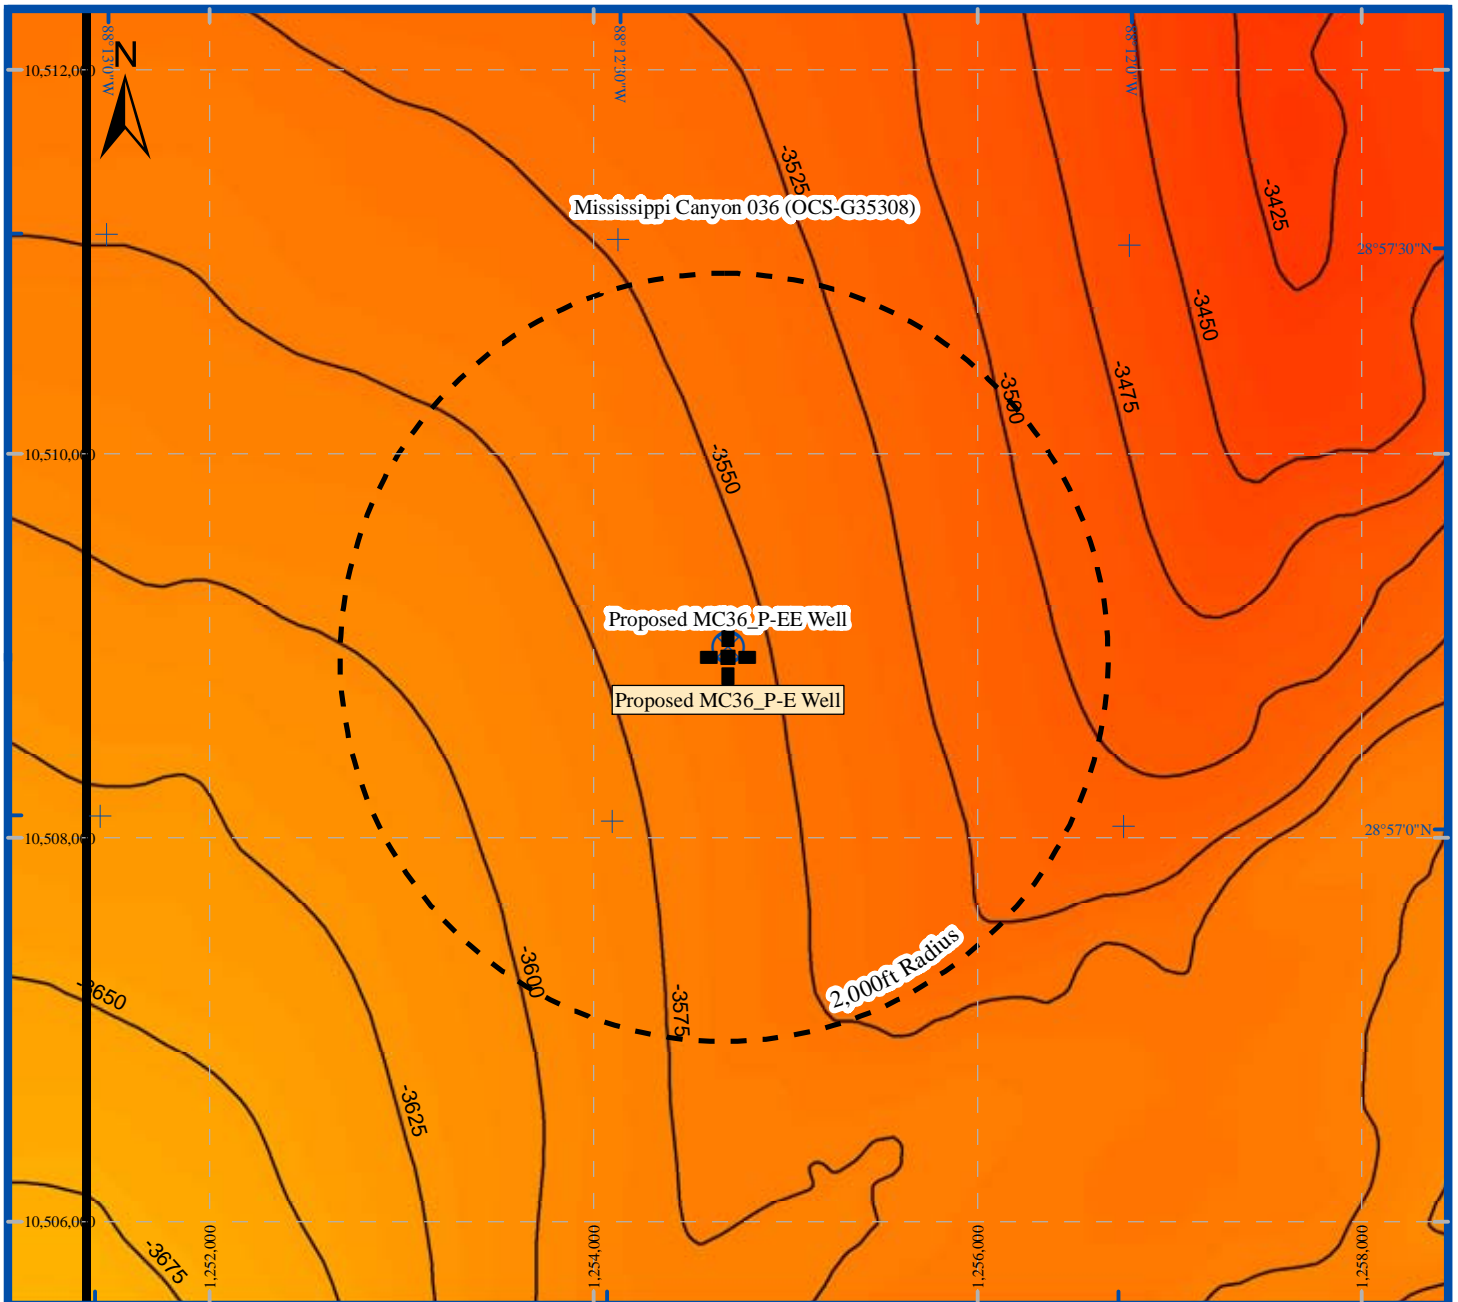 88°13'0"W
88°12'30"W
88°12'0"W
N
10,512,000
-3525
-3425
Mississippi Canyon 036 (OCS-G35308)
28°57'30"N
-3450
-3475
-3500
10,510,000
-3550
Proposed MC36_P-EE Well
Proposed MC36_P-E Well
28°57'0"N
10,508,000
2,000ft Radius
-3600
-3650
-3575
-3625
10,506,000
-3675
1,252,000
1,254,000
1,256,000
1,258,000